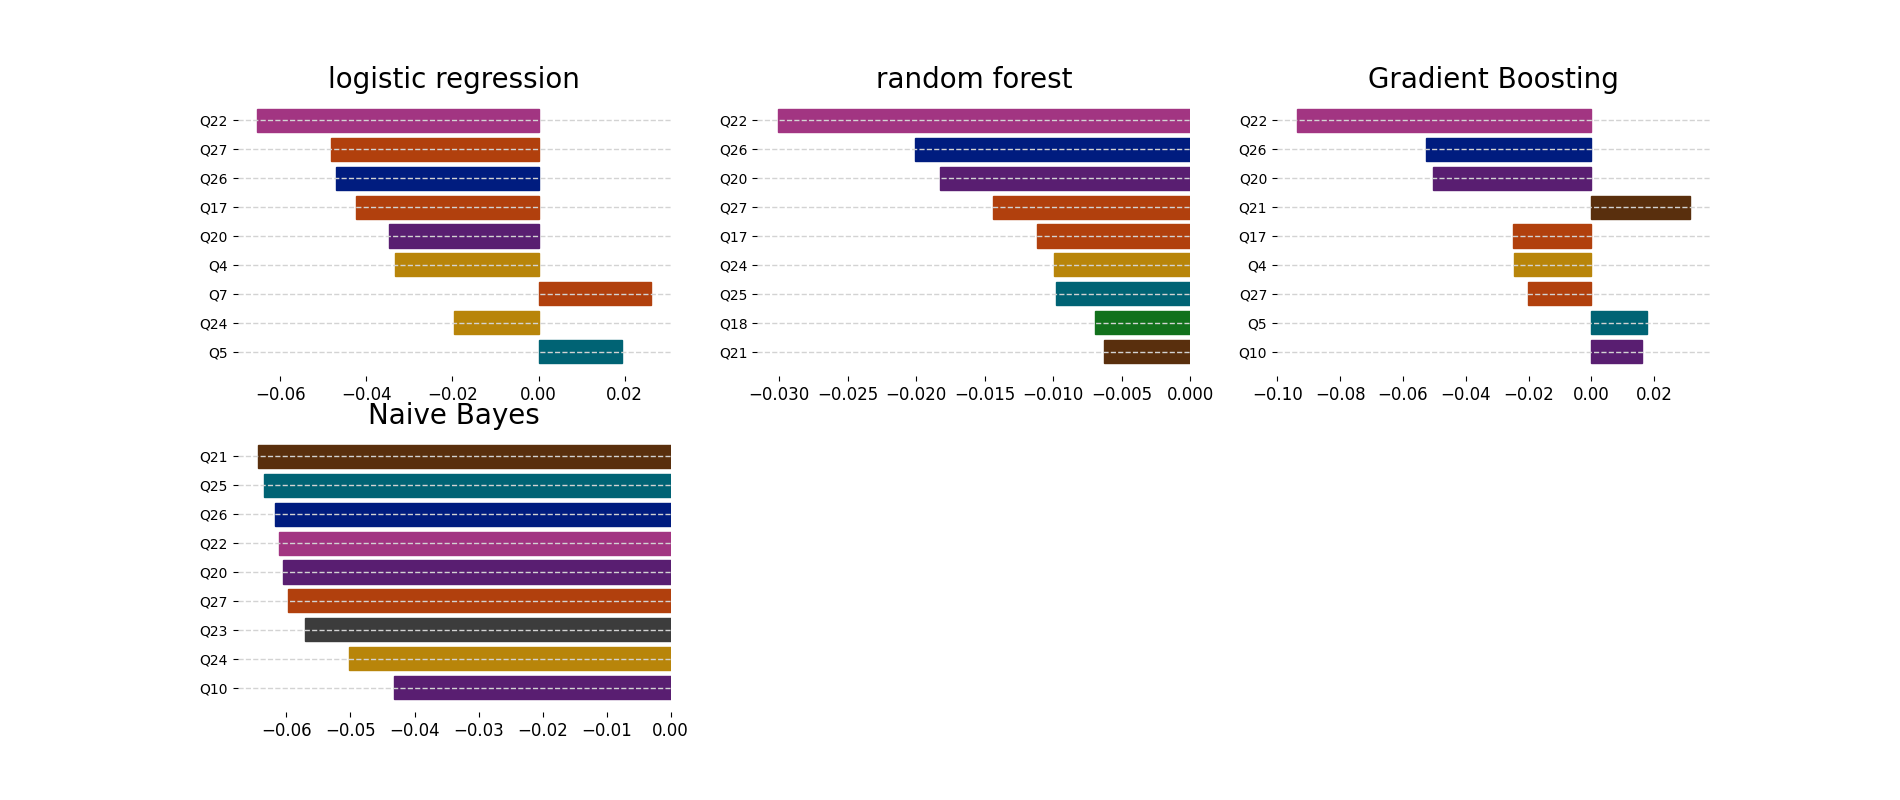 logistic regression
Q22
Q27
Q26
Q17
Q20
Q4
Q7
Q24
Q5
−0.06 −0.04 −0.02 0.00 0.02
random forest
Q22
Q26
Q20
Q27
Q17
Q24
Q25
Q18
Q21
−0.030 −0.025 −0.020 −0.015 −0.010 −0.005 0.000
Gradient Boosting
Q22
Q26
Q20
Q21
Q17
Q4
Q27
Q5
Q10
−0.10 −0.08 −0.06 −0.04 −0.02 0.00 0.02
Naive Bayes
Q21
Q25
Q26
Q22
Q20
Q27
Q23
Q24
Q10
−0.06 −0.05 −0.04 −0.03 −0.02 −0.01 0.00